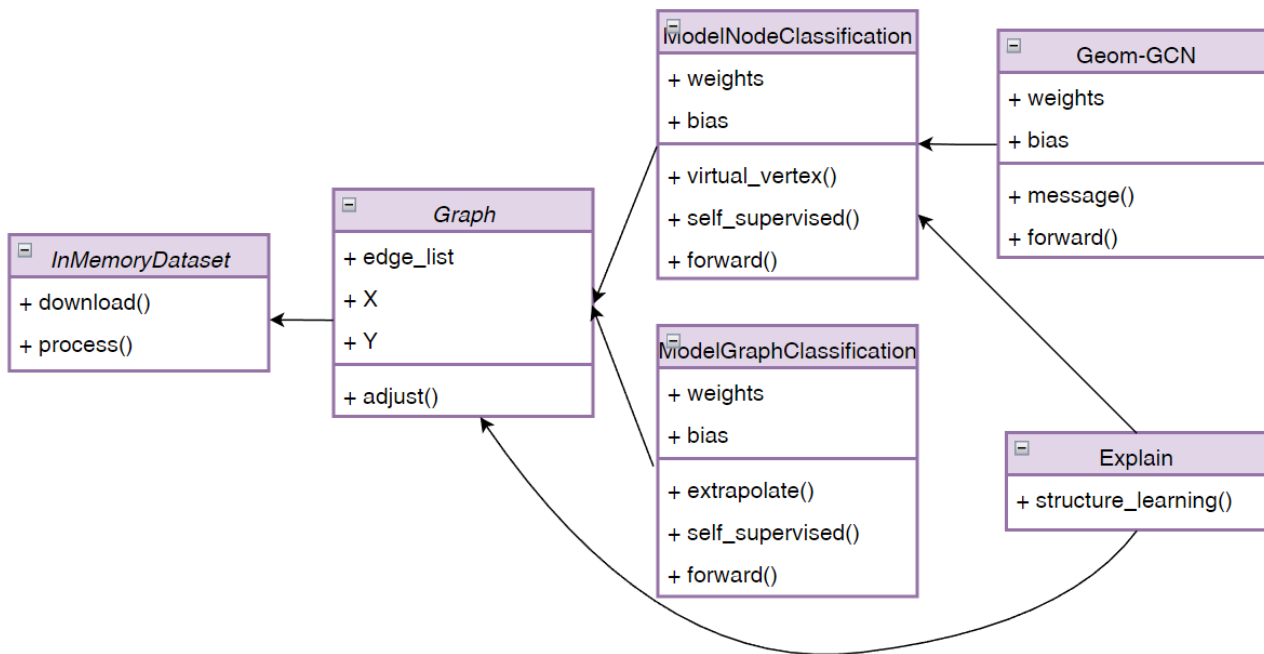 InMemoryDataset
+ download()
+ process()
Graph
+ edge_list
+ X
+ Y
+ adjust()
ModelNodeClassification
+ weights
+ bias
+ virtual_vertex()
+ self_supervised()
+ forward()
ModelGraphClassification
+ weights
+ bias
+ extrapolate()
+ self_supervised()
+ forward()
Geom-GCN
+ weights
+ bias
+ message()
+ forward()
Explain
+ structure_learning()